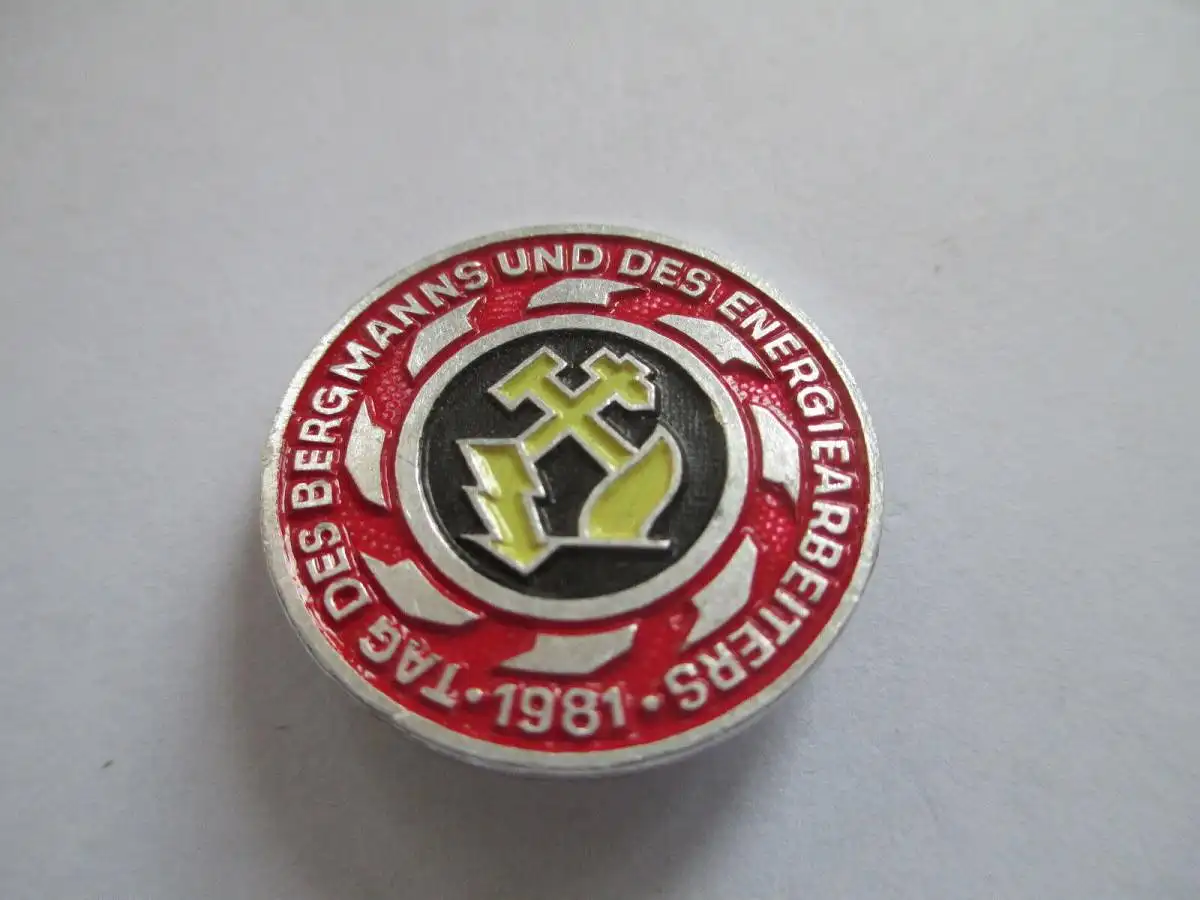 TAG DES BERGMANNS UND DES ENERGIEARBEITERS
· 1981 ·